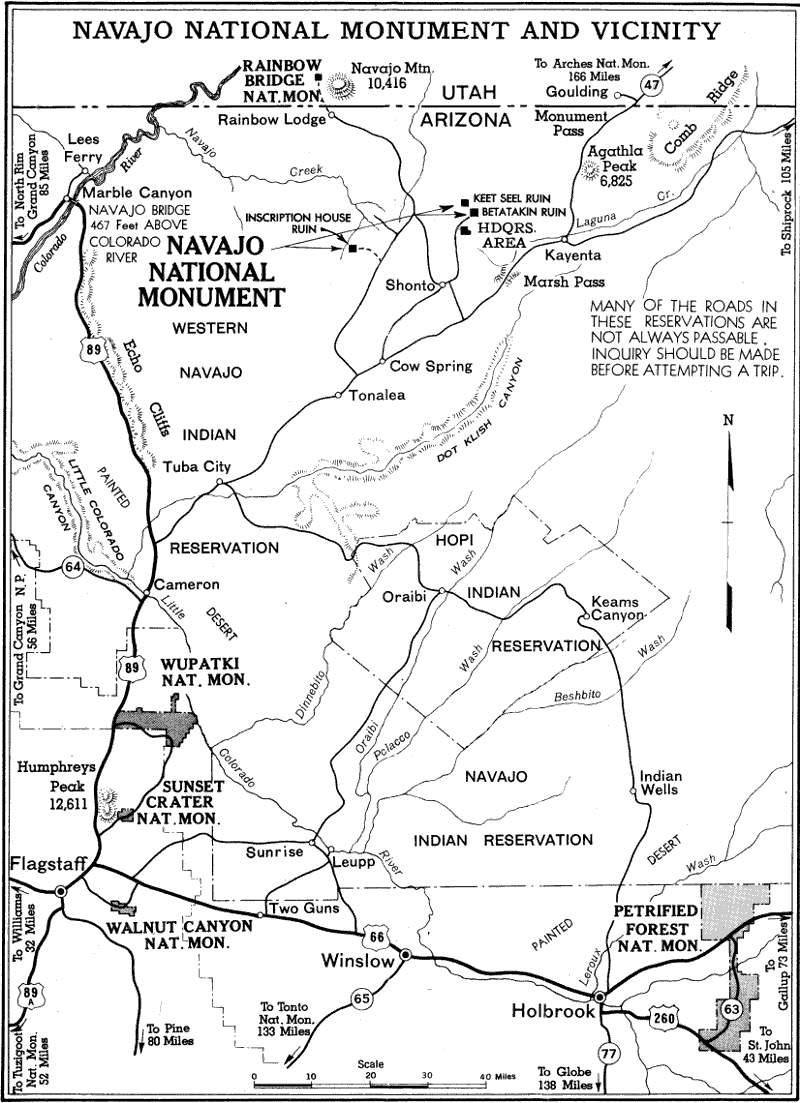 NAVAJO NATIONAL MONUMENT AND VICINITY
RAINBOW
BRIDGE
NAT. MON.
Navajo Mtn.
10,416
To Arches Nat. Mon.
166 Miles
Goulding
47
UTAH
ARIZONA
Rainbow Lodge
Monument
Pass
Comb Ridge
Agathla
Peak
6,825
To Shiprock 105 Miles
To North Rim
Grand Canyon
85 Miles
Lees
Ferry
River
Navajo
Creek
Marble Canyon
NAVAJO BRIDGE
467 Feet ABOVE
COLORADO
RIVER
Colorado
INSCRIPTION HOUSE
RUIN
KEET SEEL RUIN
BETATAKIN RUIN
HDQRS.
AREA
Laguna Cr.
Kayenta
NAVAJO
NATIONAL
MONUMENT
Shonto
Marsh Pass
WESTERN
NAVAJO
INDIAN
RESERVATION
MANY OF THE ROADS IN
THESE RESERVATIONS ARE
NOT ALWAYS PASSABLE.
INQUIRY SHOULD BE MADE
BEFORE ATTEMPTING A TRIP.
89
Echo
Cliffs
Cow Spring
Tonalea
DOT KLISH CANYON
N
Tuba City
PAINTED
LITTLE COLORADO
CANYON
64
To Grand Canyon N.P.
58 Miles
Cameron
Little
DESERT
HOPI
INDIAN
RESERVATION
Wash
Wash
Oraibi
Keams
Canyon
Wash
Wash
89
WUPATKI
NAT. MON.
Dinnebito
Oraibi
Polacco
Beshbito
Humphreys
Peak
12,611
Colorado
SUNSET
CRATER
NAT. MON.
NAVAJO
INDIAN RESERVATION
Indian
Wells
DESERT
Wash
Flagstaff
Sunrise
Leupp
River
To Williams
32 Miles
WALNUT CANYON
NAT. MON.
Two Guns
66
Winslow
PAINTED
Leroux
PETRIFIED
FOREST
NAT. MON.
To
Gallup 73 Miles
89
A
To Tuzigoot
Nat. Mon.
52 Miles
To Pine
80 Miles
To Tonto
Nat. Mon.
133 Miles
65
Holbrook
260
63
To
St. John
43 Miles
77
To Globe
138 Miles
Scale
0 10 20 30 40 Miles